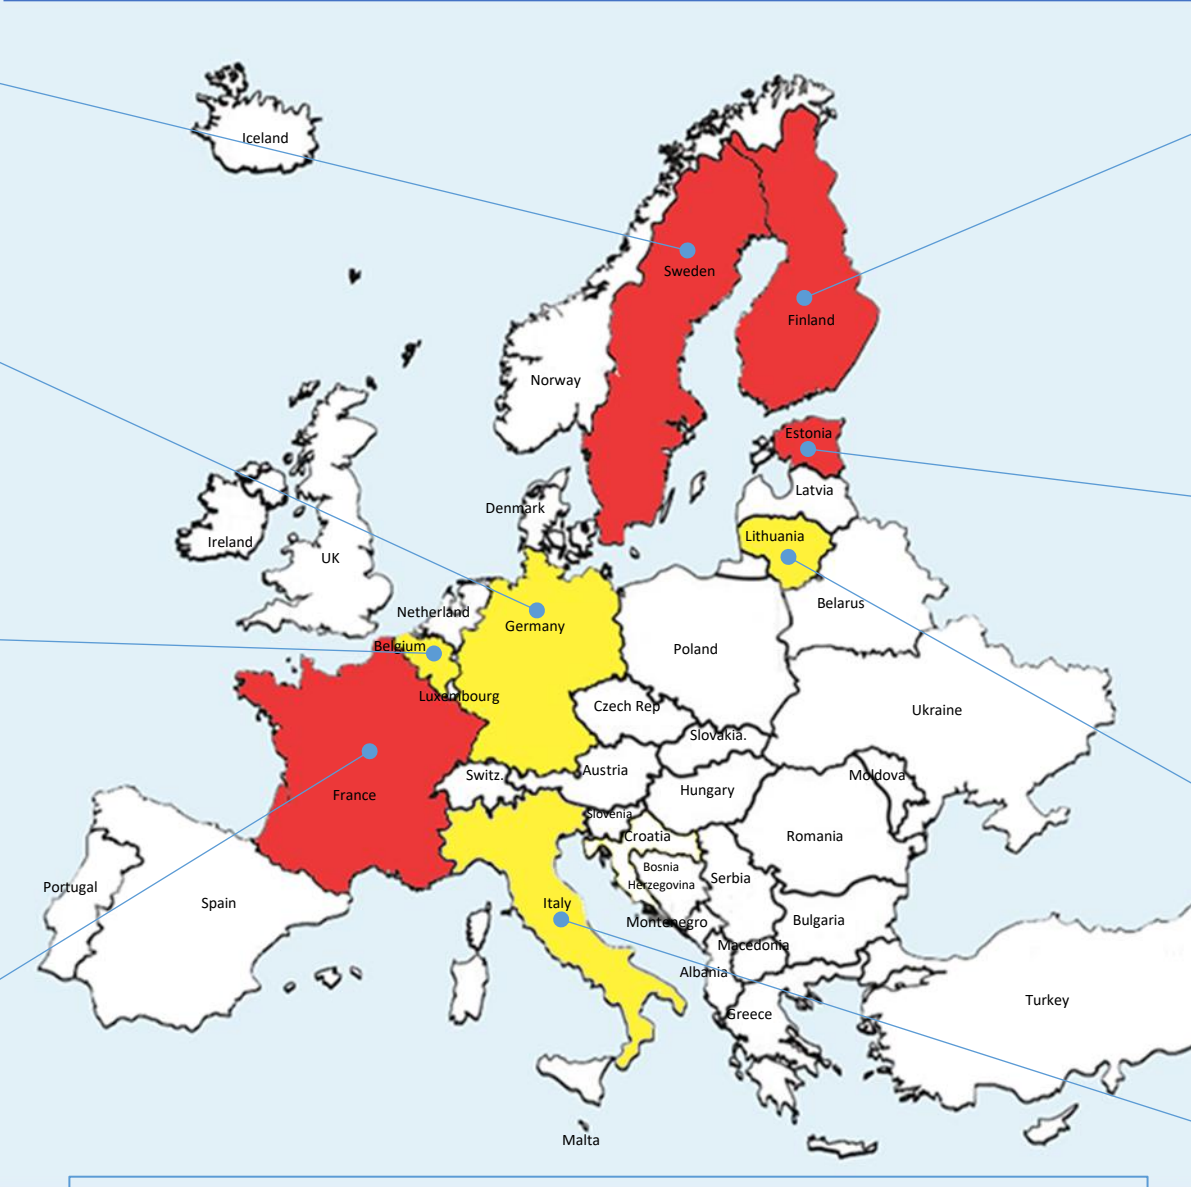 Iceland
Sweden
Finland
Norway
Estonia
Latvia
Denmark
Lithuania
Ireland
UK
Belarus
Netherland
Germany
Belgium
Poland
Luxembourg
Czech Rep
Ukraine
Slovakia.
Switz.
Austria
Moldova
Hungary
France
Slovenia
Croatia
Romania
Bosnia
Herzegovina
Serbia
Portugal
Spain
Italy
Montenegro
Bulgaria
Macedonia
Albania
Turkey
Greece
Malta